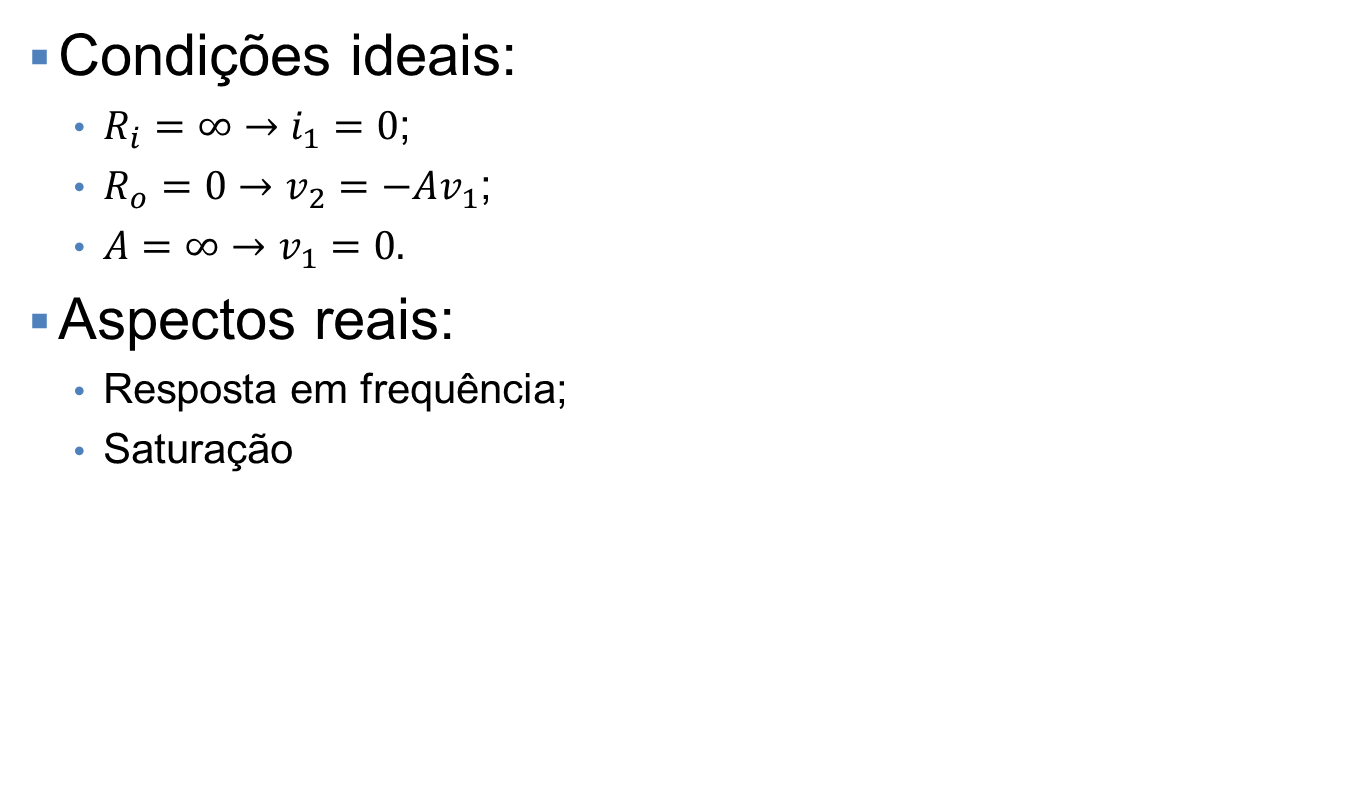 ▪ Condições ideais:
• Rᵢ = ∞ → i₁ = 0;
• Rₒ = 0 → v₂ = −Av₁;
• A = ∞ → v₁ = 0.
▪ Aspectos reais:
• Resposta em frequência;
• Saturação